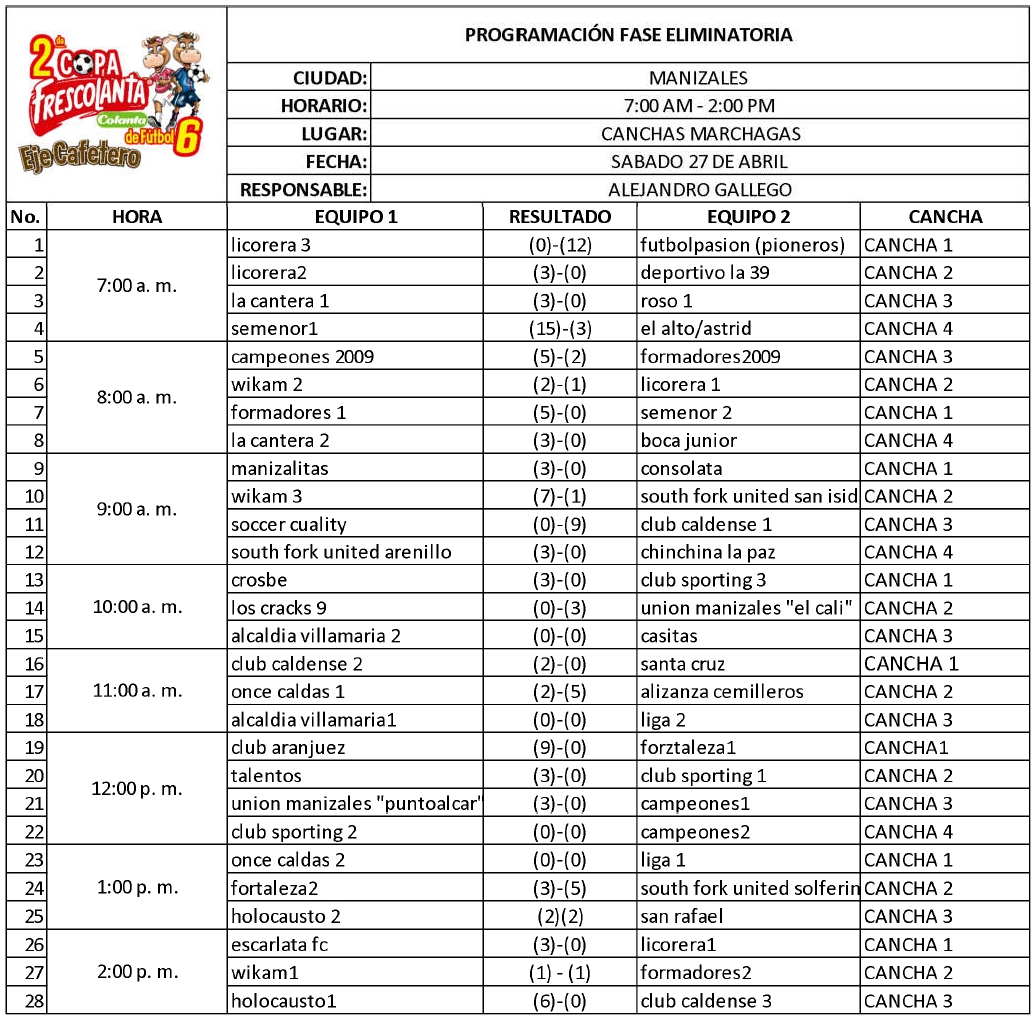 2 de COPA
FRESCOLANTA
Colanta
de Fútbol 6
Eje Cafetero
PROGRAMACIÓN FASE ELIMINATORIA
CIUDAD: MANIZALES
HORARIO: 7:00 AM - 2:00 PM
LUGAR: CANCHAS MARCHAGAS
FECHA: SABADO 27 DE ABRIL
RESPONSABLE: ALEJANDRO GALLEGO
No. HORA EQUIPO 1 RESULTADO EQUIPO 2 CANCHA
7:00 a. m.
1 licorera 3 (0)-(12) futbolpasion (pioneros) CANCHA 1
2 licorera2 (3)-(0) deportivo la 39 CANCHA 2
3 la cantera 1 (3)-(0) roso 1 CANCHA 3
4 semenor1 (15)-(3) el alto/astrid CANCHA 4
8:00 a. m.
5 campeones 2009 (5)-(2) formadores2009 CANCHA 3
6 wikam 2 (2)-(1) licorera 1 CANCHA 2
7 formadores 1 (5)-(0) semenor 2 CANCHA 1
8 la cantera 2 (3)-(0) boca junior CANCHA 4
9:00 a. m.
9 manizalitas (3)-(0) consolata CANCHA 1
10 wikam 3 (7)-(1) south fork united san isid CANCHA 2
11 soccer cuality (0)-(9) club caldense 1 CANCHA 3
12 south fork united arenillo (3)-(0) chinchina la paz CANCHA 4
10:00 a. m.
13 crosbe (3)-(0) club sporting 3 CANCHA 1
14 los cracks 9 (0)-(3) union manizales "el cali" CANCHA 2
15 alcaldia villamaria 2 (0)-(0) casitas CANCHA 3
11:00 a. m.
16 club caldense 2 (2)-(0) santa cruz CANCHA 1
17 once caldas 1 (2)-(5) alizanza cemilleros CANCHA 2
18 alcaldia villamaria1 (0)-(0) liga 2 CANCHA 3
12:00 p. m.
19 club aranjuez (9)-(0) forztaleza1 CANCHA1
20 talentos (3)-(0) club sporting 1 CANCHA 2
21 union manizales "puntoalcar" (3)-(0) campeones1 CANCHA 3
22 club sporting 2 (0)-(0) campeones2 CANCHA 4
1:00 p. m.
23 once caldas 2 (0)-(0) liga 1 CANCHA 1
24 fortaleza2 (3)-(5) south fork united solferin CANCHA 2
25 holocausto 2 (2)(2) san rafael CANCHA 3
2:00 p. m.
26 escarlata fc (3)-(0) licorera1 CANCHA 1
27 wikam1 (1) - (1) formadores2 CANCHA 2
28 holocausto1 (6)-(0) club caldense 3 CANCHA 3